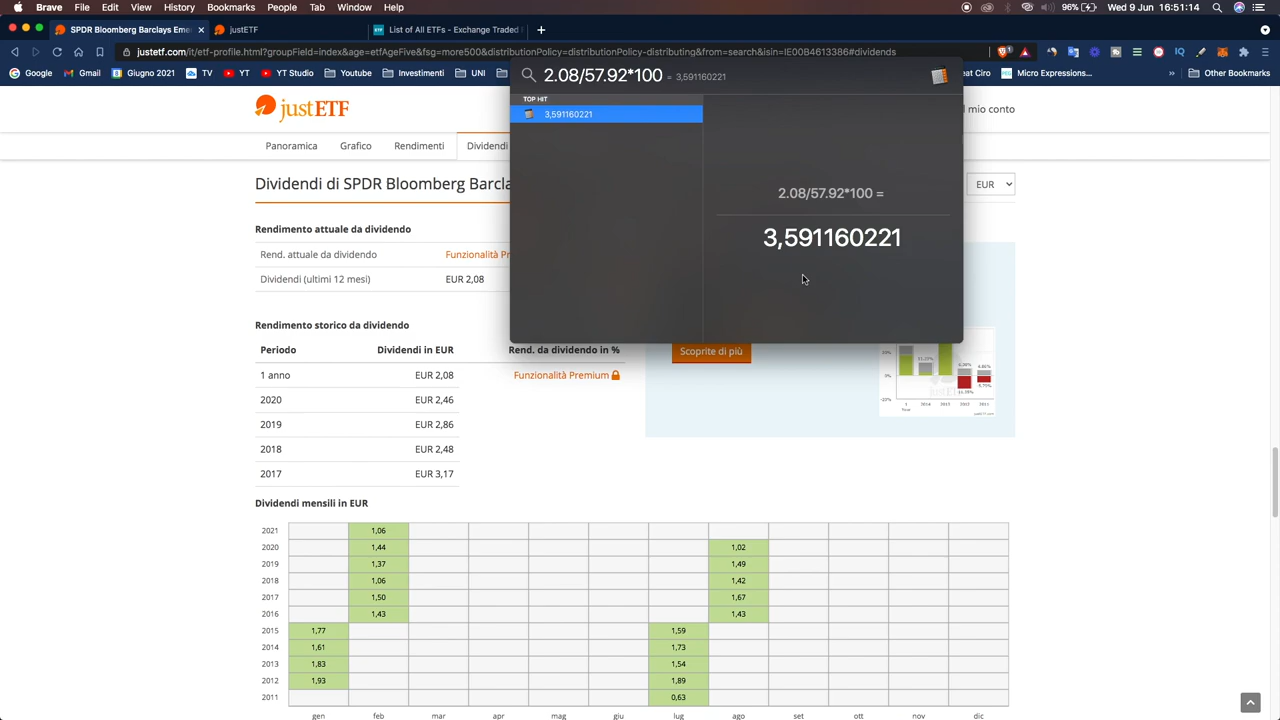 Brave File Edit View History Bookmarks Window Help
96% Wed 9 Jun 16:51:14
SPDR Bloomberg Barclays Eme
justETF
List of All ETFs - Exchange Traded
justetf.com/it/etf-profile.html?groupField=index&age=etfAgeFive&fsg=more500&distributionPolicy=distributionPolicy-distributing&from=search&isin=IE00B4613386#dividends
Google Gmail Giugno 2021 TV YT YT Studio Youtube Investimenti UNI
eat Ciro Micro Expressions... » Other Bookmarks
2.08/57.92*100 = 3,591160221
TOP HIT
3,591160221
2.08/57.92*100 =
3,591160221
justETF
l mio conto
Panoramica Grafico Rendimenti Dividendi
Dividendi di SPDR Bloomberg Barcla
EUR
Rendimento attuale da dividendo
Rend. attuale da dividendo Funzionalità Pr
Dividendi (ultimi 12 mesi) EUR 2,08
Rendimento storico da dividendo
Periodo Dividendi in EUR Rend. da dividendo in %
1 anno EUR 2,08 Funzionalità Premium
2020 EUR 2,46
2019 EUR 2,86
2018 EUR 2,48
2017 EUR 3,17
Scoprite di più
Dividendi mensili in EUR
2021 1,06
2020 1,44 1,02
2019 1,37 1,49
2018 1,06 1,42
2017 1,50 1,67
2016 1,43 1,43
2015 1,77 1,59
2014 1,61 1,73
2013 1,83 1,54
2012 1,93 1,89
2011 0,63
gen feb mar apr mag giu lug ago set ott nov dic